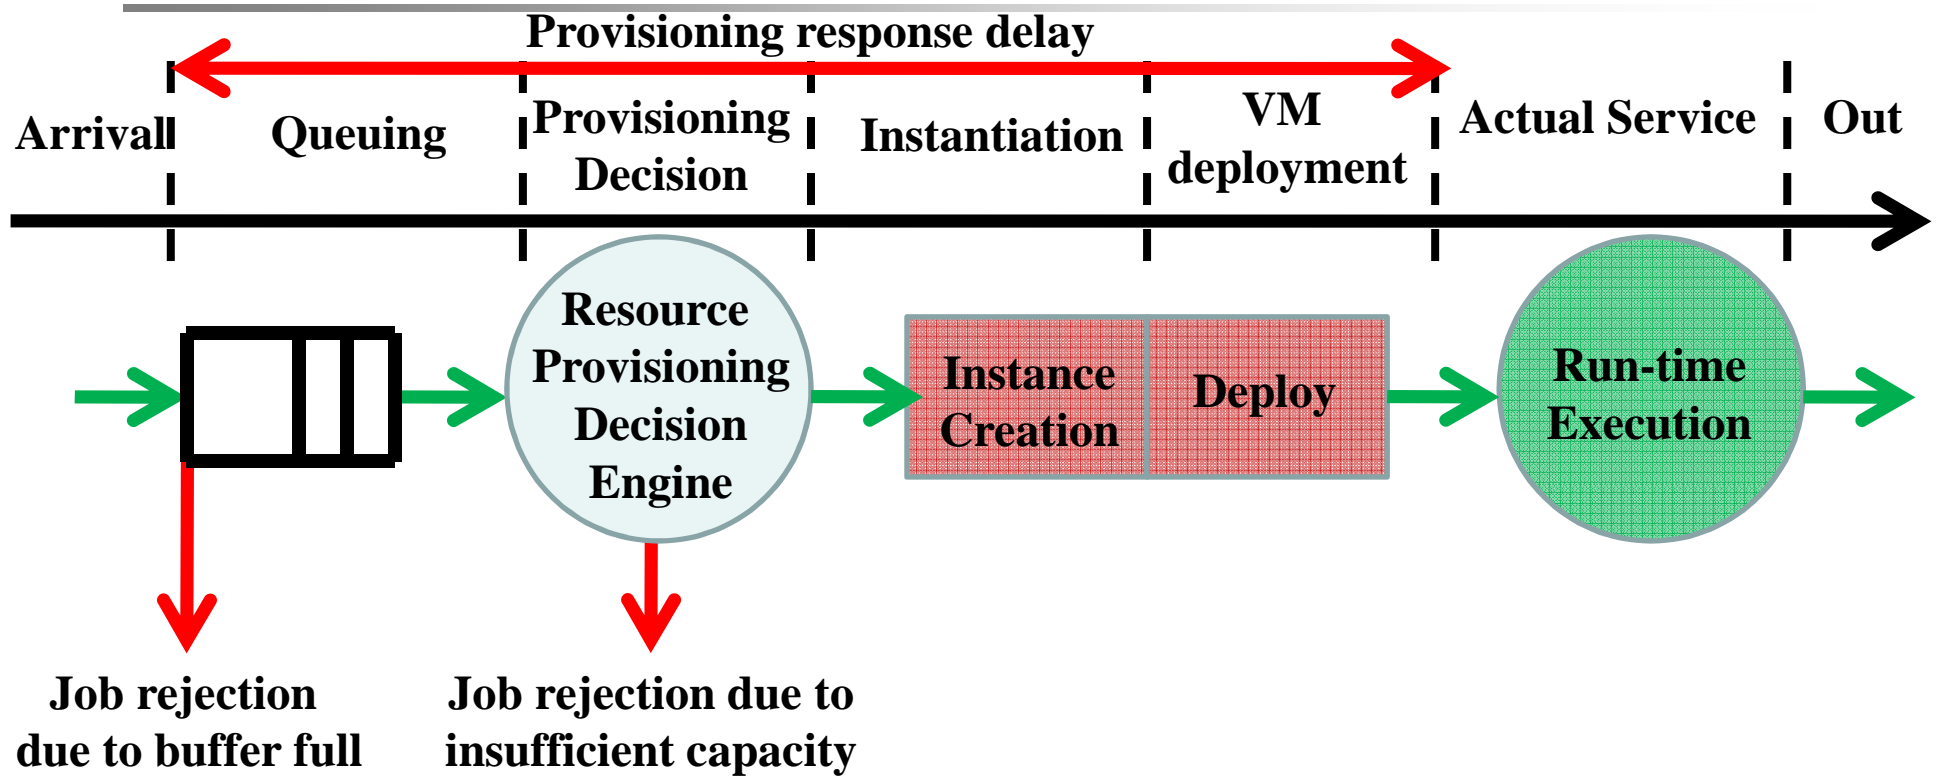 Provisioning response delay
Arrival
Queuing
Provisioning
Decision
Instantiation
VM
deployment
Actual Service
Out
Resource
Provisioning
Decision
Engine
Instance
Creation
Deploy
Run-time
Execution
Job rejection
due to buffer full
Job rejection due to
insufficient capacity